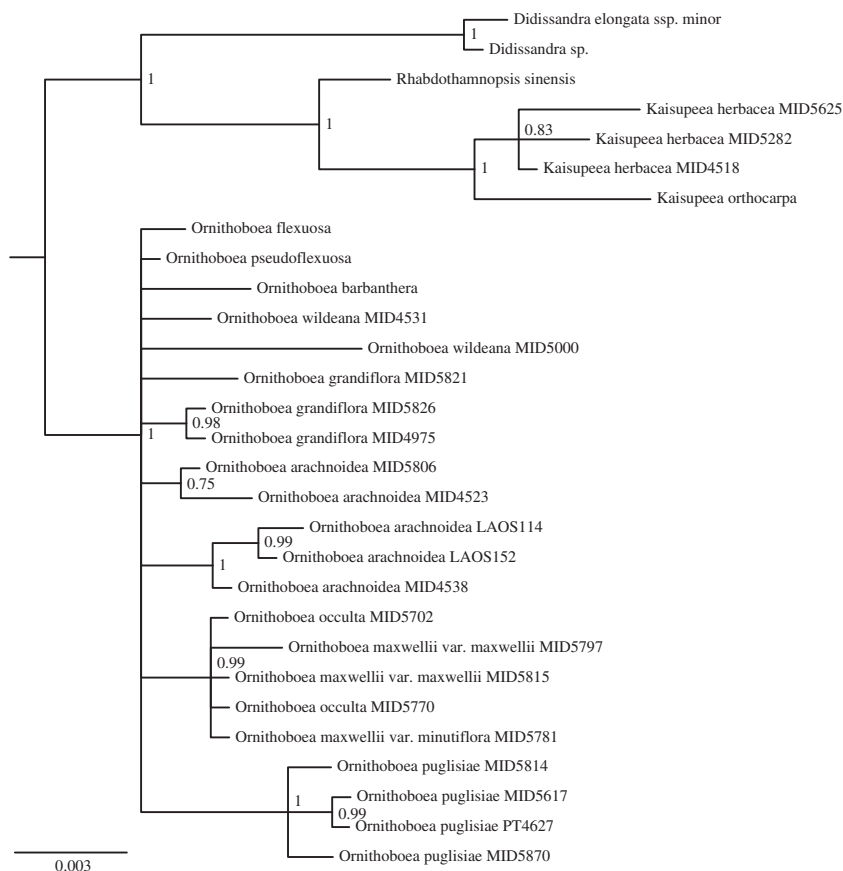 Didissandra elongata ssp. minor
1
Didissandra sp.
1
Rhabdothamnopsis sinensis
1
Kaisupeea herbacea MID5625
0.83
Kaisupeea herbacea MID5282
1
Kaisupeea herbacea MID4518
Kaisupeea orthocarpa
Ornithoboea flexuosa
Ornithoboea pseudoflexuosa
Ornithoboea barbanthera
Ornithoboea wildeana MID4531
Ornithoboea wildeana MID5000
Ornithoboea grandiflora MID5821
Ornithoboea grandiflora MID5826
0.98
1
Ornithoboea grandiflora MID4975
Ornithoboea arachnoidea MID5806
0.75
Ornithoboea arachnoidea MID4523
Ornithoboea arachnoidea LAOS114
0.99
Ornithoboea arachnoidea LAOS152
1
Ornithoboea arachnoidea MID4538
Ornithoboea occulta MID5702
Ornithoboea maxwellii var. maxwellii MID5797
0.99
Ornithoboea maxwellii var. maxwellii MID5815
Ornithoboea occulta MID5770
Ornithoboea maxwellii var. minutiflora MID5781
Ornithoboea puglisiae MID5814
1
Ornithoboea puglisiae MID5617
0.99
Ornithoboea puglisiae PT4627
Ornithoboea puglisiae MID5870
0.003